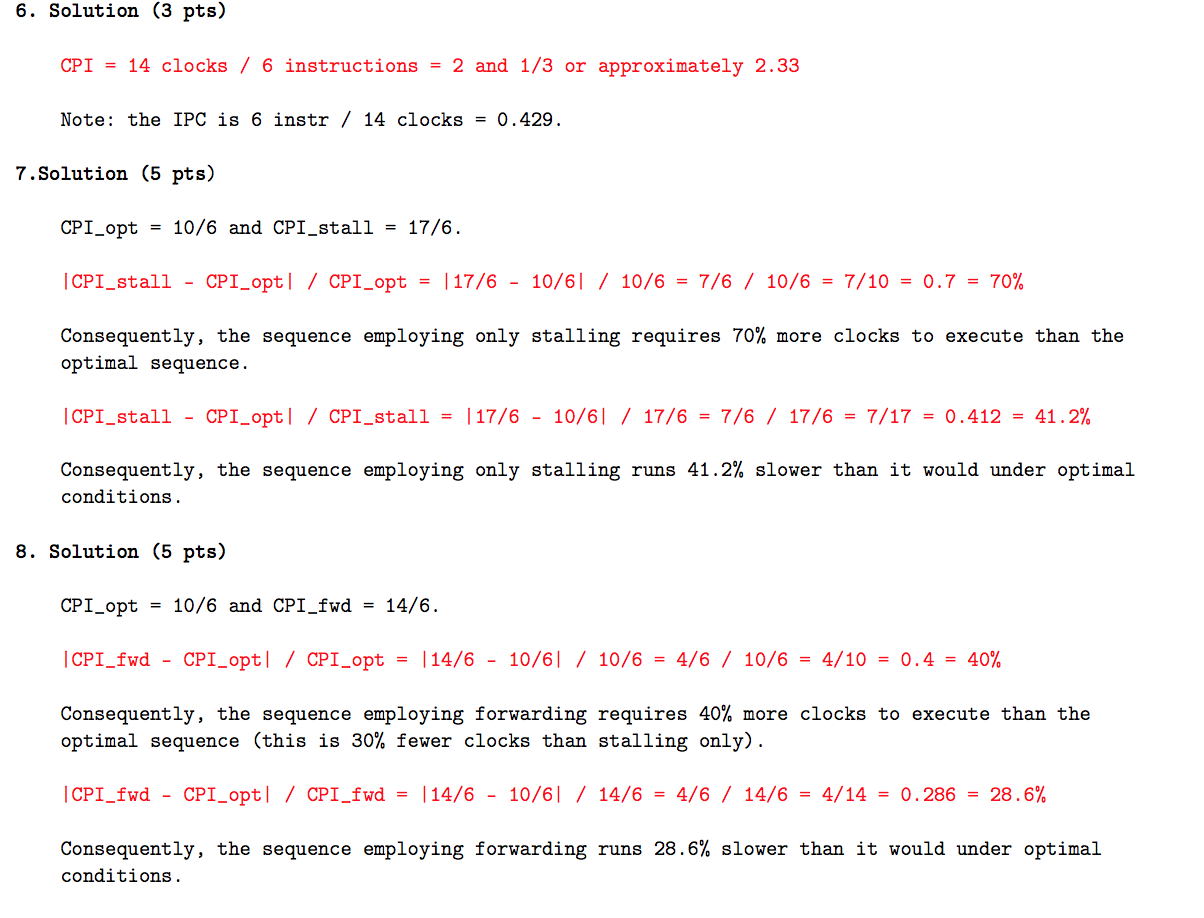 6. Solution (3 pts)
CPI = 14 clocks / 6 instructions = 2 and 1/3 or approximately 2.33
Note: the IPC is 6 instr / 14 clocks = 0.429.
7.Solution (5 pts)
CPI_opt = 10/6 and CPI_stall = 17/6.
|CPI_stall - CPI_opt| / CPI_opt = |17/6 - 10/6| / 10/6 = 7/6 / 10/6 = 7/10 = 0.7 = 70%
Consequently, the sequence employing only stalling requires 70% more clocks to execute than the
optimal sequence.
|CPI_stall - CPI_opt| / CPI_stall = |17/6 - 10/6| / 17/6 = 7/6 / 17/6 = 7/17 = 0.412 = 41.2%
Consequently, the sequence employing only stalling runs 41.2% slower than it would under optimal
conditions.
8. Solution (5 pts)
CPI_opt = 10/6 and CPI_fwd = 14/6.
|CPI_fwd - CPI_opt| / CPI_opt = |14/6 - 10/6| / 10/6 = 4/6 / 10/6 = 4/10 = 0.4 = 40%
Consequently, the sequence employing forwarding requires 40% more clocks to execute than the
optimal sequence (this is 30% fewer clocks than stalling only).
|CPI_fwd - CPI_opt| / CPI_fwd = |14/6 - 10/6| / 14/6 = 4/6 / 14/6 = 4/14 = 0.286 = 28.6%
Consequently, the sequence employing forwarding runs 28.6% slower than it would under optimal
conditions.